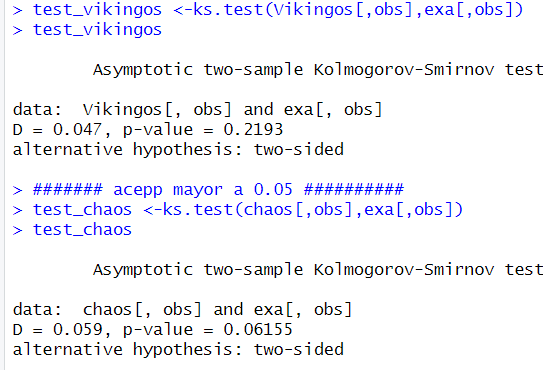 > test_vikingos <-ks.test(Vikingos[,obs],exa[,obs])
> test_vikingos
Asymptotic two-sample Kolmogorov-Smirnov test
data:  Vikingos[, obs] and exa[, obs]
D = 0.047, p-value = 0.2193
alternative hypothesis: two-sided
> ####### acepp mayor a 0.05 ##########
> test_chaos <-ks.test(chaos[,obs],exa[,obs])
> test_chaos
Asymptotic two-sample Kolmogorov-Smirnov test
data:  chaos[, obs] and exa[, obs]
D = 0.059, p-value = 0.06155
alternative hypothesis: two-sided